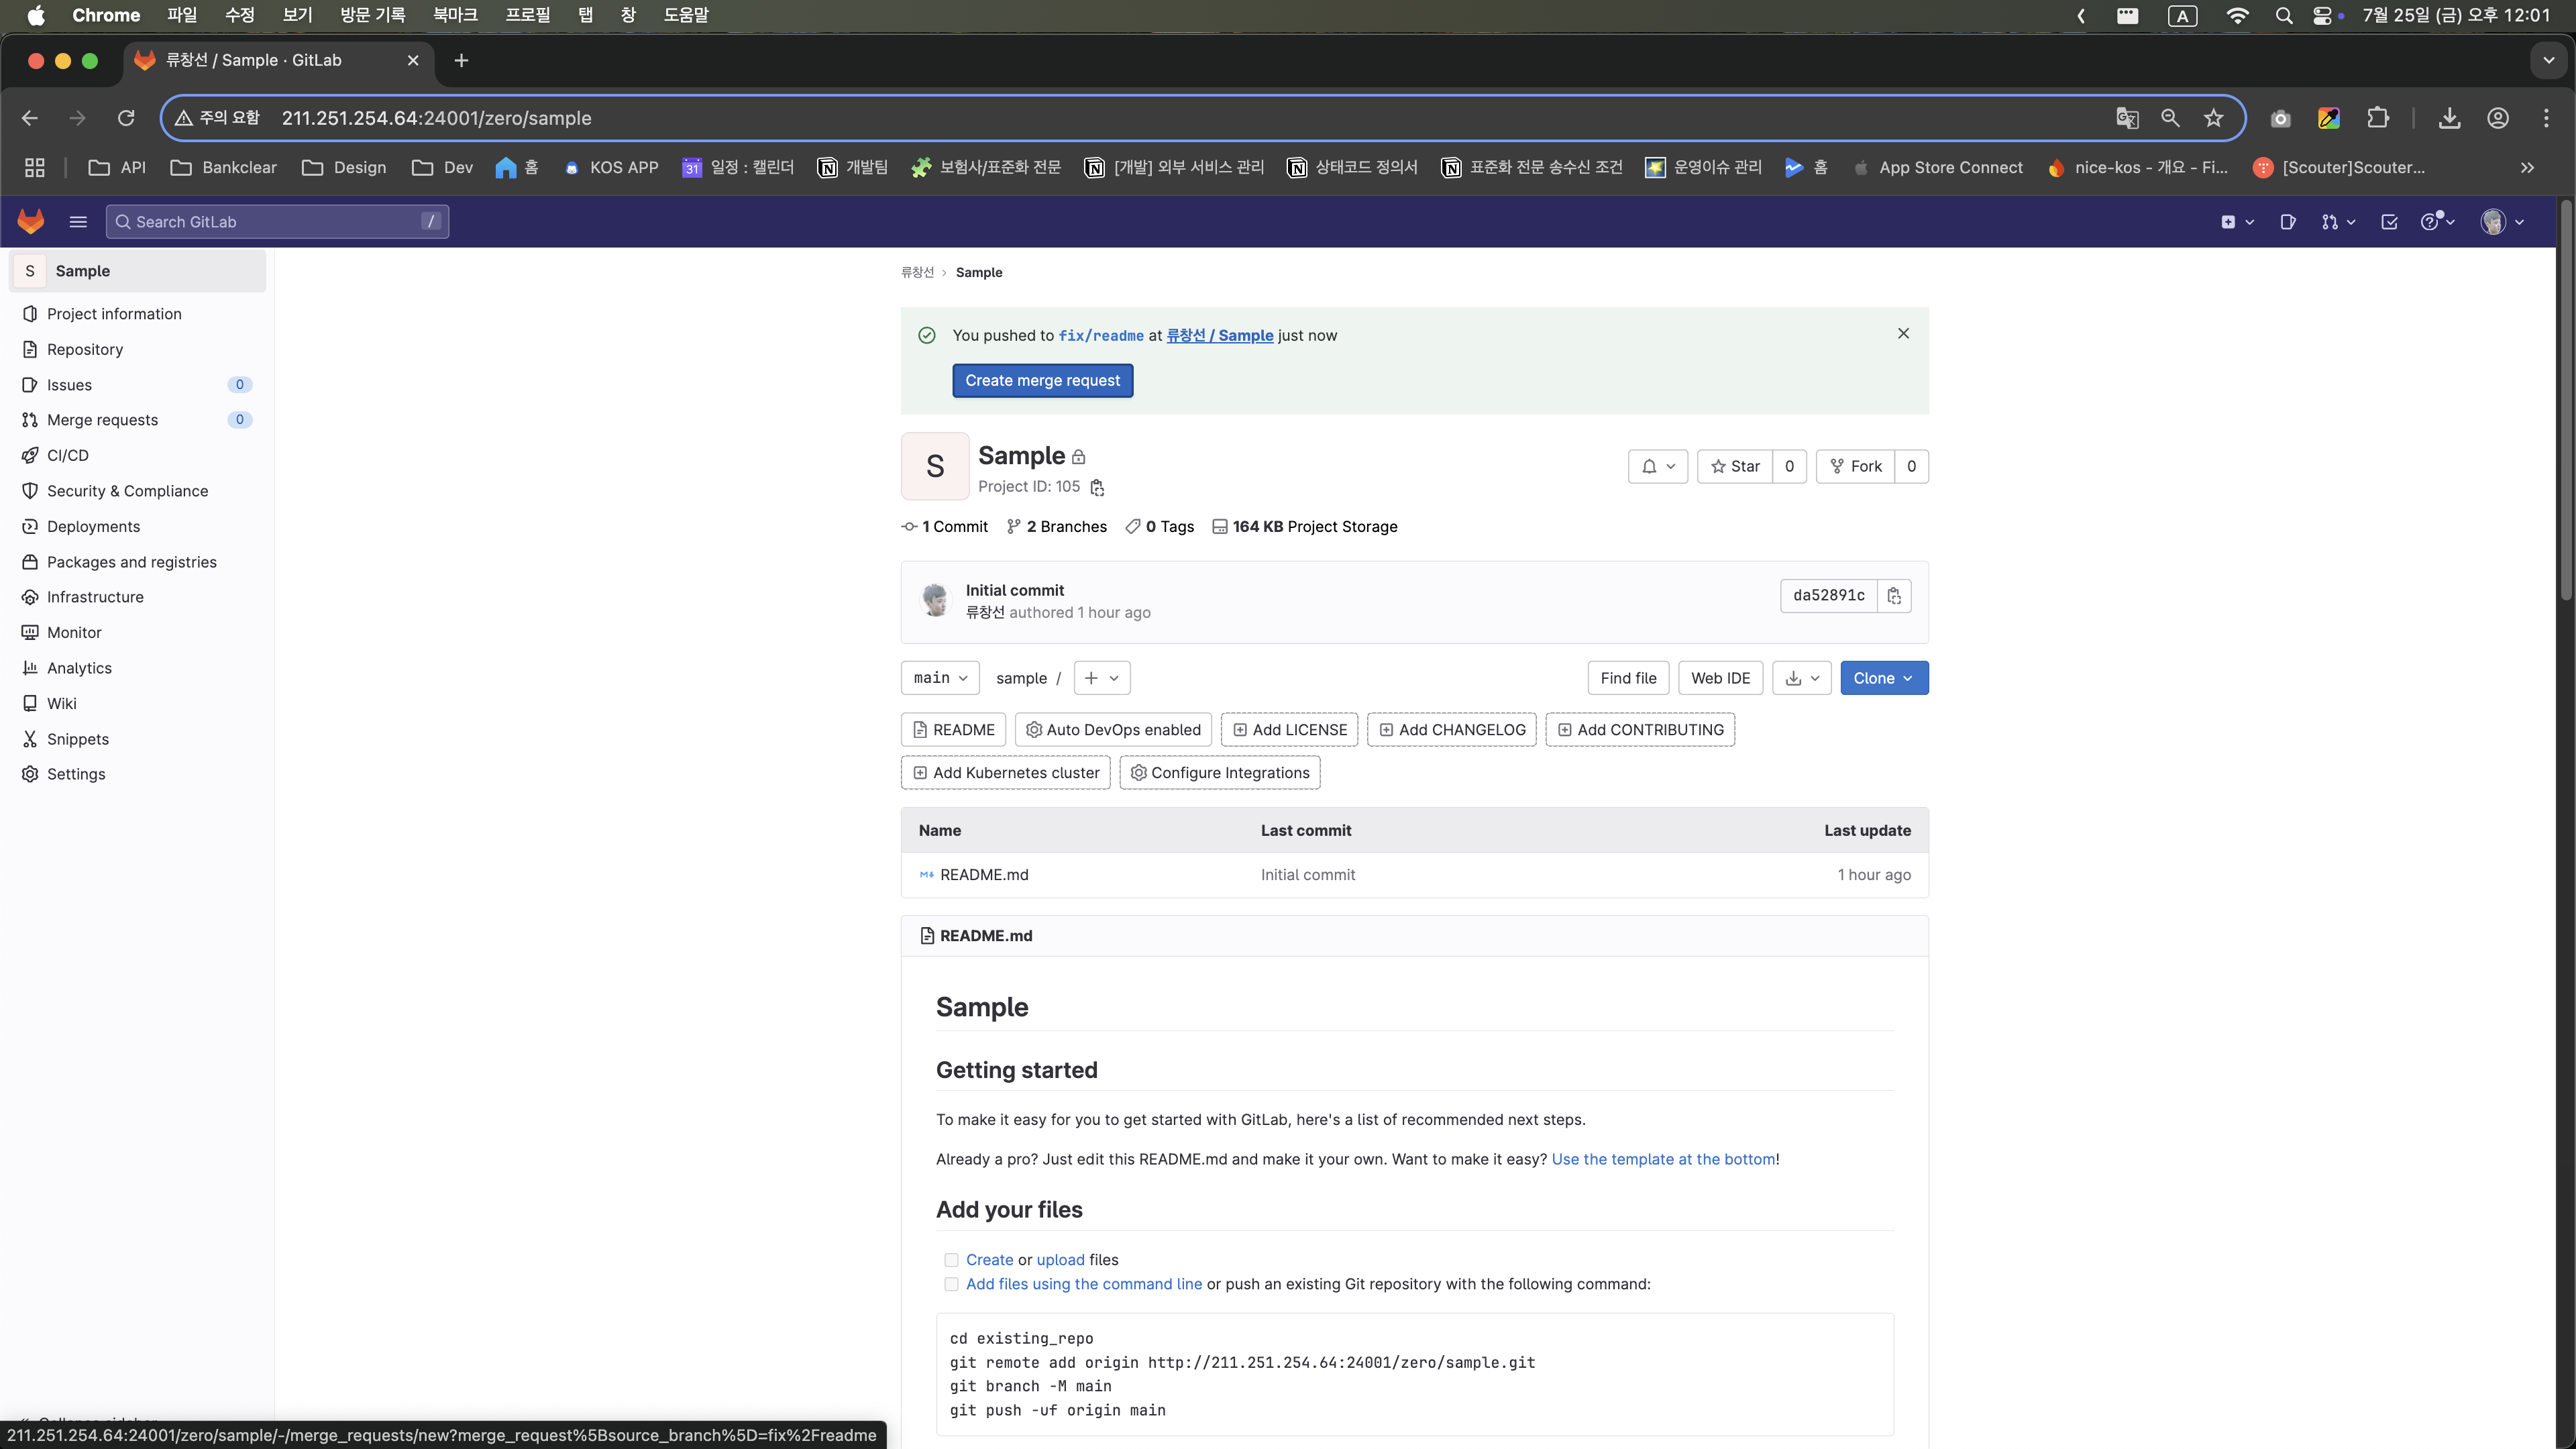 Chrome 파일 수정 보기 방문 기록 북마크 프로필 탭 창 도움말 A 7월 25일 (금) 오후 12:01
류창선 / Sample · GitLab
주의 요함 211.251.254.64:24001/zero/sample
API Bankclear Design Dev 홈 KOS APP 31 일정 : 캘린더 개발팀 보험사/표준화 전문 [개발] 외부 서비스 관리 상태코드 정의서 표준화 전문 송수신 조건 운영이슈 관리 홈 App Store Connect nice-kos - 개요 - Fi... [Scouter]Scouter...
Search GitLab /
S Sample
Project information
Repository
Issues 0
Merge requests 0
CI/CD
Security & Compliance
Deployments
Packages and registries
Infrastructure
Monitor
Analytics
Wiki
Snippets
Settings
류창선 › Sample
You pushed to fix/readme at 류창선 / Sample just now
Create merge request
S Sample
Project ID: 105
Star 0 Fork 0
1 Commit 2 Branches 0 Tags 164 KB Project Storage
Initial commit
류창선 authored 1 hour ago
da52891c
main sample / Find file Web IDE Clone
README Auto DevOps enabled Add LICENSE Add CHANGELOG Add CONTRIBUTING
Add Kubernetes cluster Configure Integrations
Name Last commit Last update
README.md Initial commit 1 hour ago
README.md
Sample
Getting started
To make it easy for you to get started with GitLab, here's a list of recommended next steps.
Already a pro? Just edit this README.md and make it your own. Want to make it easy? Use the template at the bottom!
Add your files
Create or upload files
Add files using the command line or push an existing Git repository with the following command:
cd existing_repo
git remote add origin http://211.251.254.64:24001/zero/sample.git
git branch -M main
git push -uf origin main
211.251.254.64:24001/zero/sample/-/merge_requests/new?merge_request%5Bsource_branch%5D=fix%2Freadme